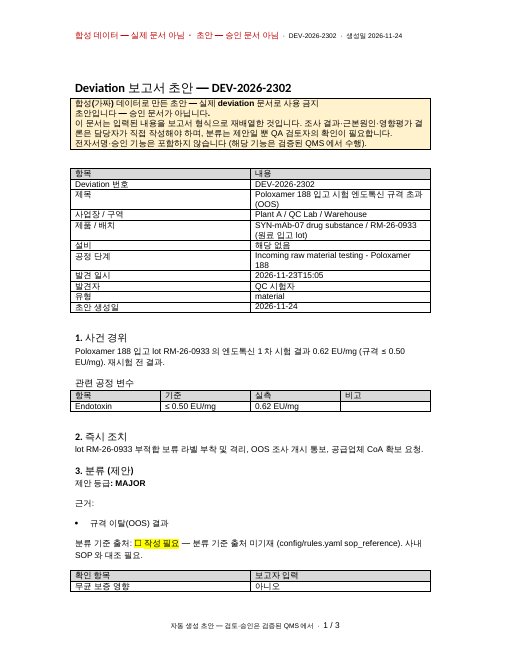 합성 데이터 — 실제 문서 아님 · 초안 — 승인 문서 아님 · DEV-2026-2302 · 생성일 2026-11-24
Deviation 보고서 초안 — DEV-2026-2302
합성(가짜) 데이터로 만든 초안 — 실제 deviation 문서로 사용 금지
초안입니다 — 승인 문서가 아닙니다.
이 문서는 입력된 내용을 보고서 형식으로 재배열한 것입니다. 조사 결과·근본원인·영향평가 결
론은 담당자가 직접 작성해야 하며, 분류는 제안일 뿐 QA 검토자의 확인이 필요합니다.
전자서명·승인 기능은 포함하지 않습니다 (해당 기능은 검증된 QMS 에서 수행).
항목 내용
Deviation 번호 DEV-2026-2302
제목 Poloxamer 188 입고 시험 엔도톡신 규격 초과
(OOS)
사업장 / 구역 Plant A / QC Lab / Warehouse
제품 / 배치 SYN-mAb-07 drug substance / RM-26-0933
(원료 입고 lot)
설비 해당 없음
공정 단계 Incoming raw material testing - Poloxamer
188
발견 일시 2026-11-23T15:05
발견자 QC 시험자
유형 material
초안 생성일 2026-11-24
1. 사건 경위
Poloxamer 188 입고 lot RM-26-0933 의 엔도톡신 1 차 시험 결과 0.62 EU/mg (규격 ≤ 0.50
EU/mg). 재시험 전 결과.
관련 공정 변수
항목 기준 실측 비고
Endotoxin ≤ 0.50 EU/mg 0.62 EU/mg
2. 즉시 조치
lot RM-26-0933 부적합 보류 라벨 부착 및 격리, OOS 조사 개시 통보, 공급업체 CoA 확보 요청.
3. 분류 (제안)
제안 등급: MAJOR
근거:
• 규격 이탈(OOS) 결과
분류 기준 출처: ☐ 작성 필요 — 분류 기준 출처 미기재 (config/rules.yaml sop_reference). 사내
SOP 와 대조 필요.
확인 항목 보고자 입력
무균 보증 영향 아니오
자동 생성 초안 — 검토·승인은 검증된 QMS 에서 · 1 / 3